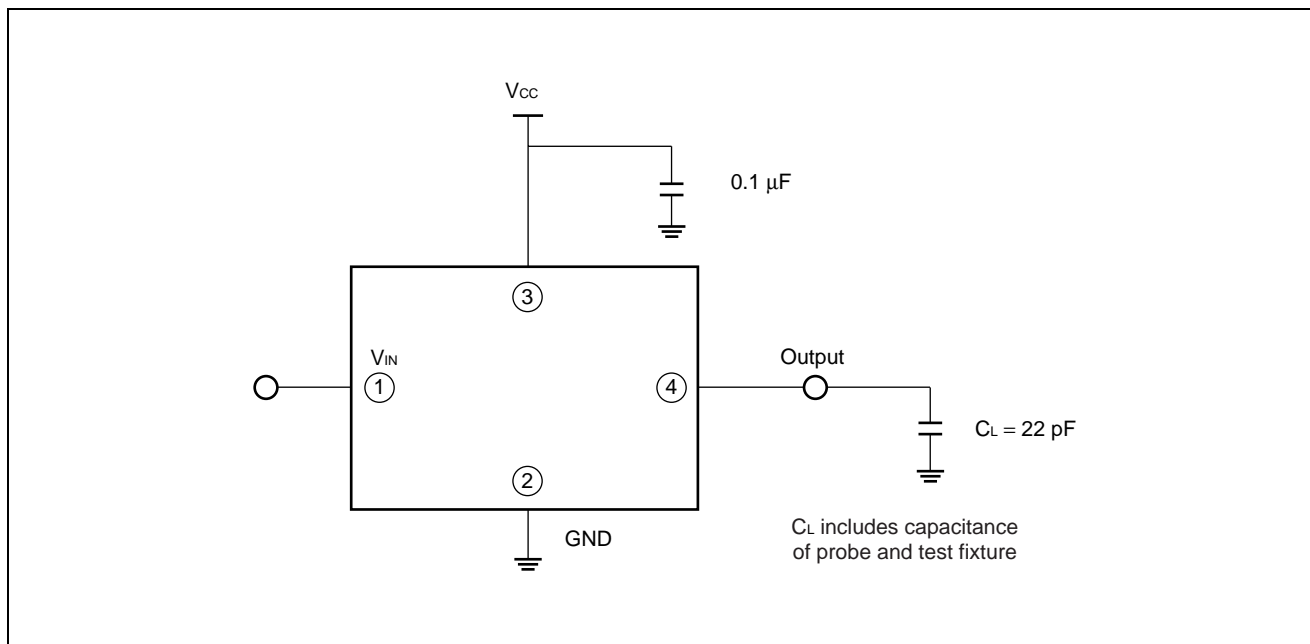 VCC
0.1 μF
3
VIN
1
4
Output
CL = 22 pF
2
GND
CL includes capacitance
of probe and test fixture